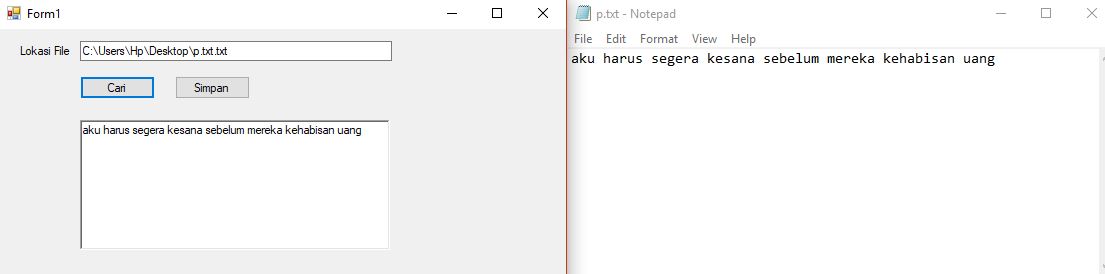 Form1
Lokasi File C:\Users\Hp\Desktop\p.txt.txt
Cari Simpan
aku harus segera kesana sebelum mereka kehabisan uang
p.txt - Notepad
File Edit Format View Help
aku harus segera kesana sebelum mereka kehabisan uang